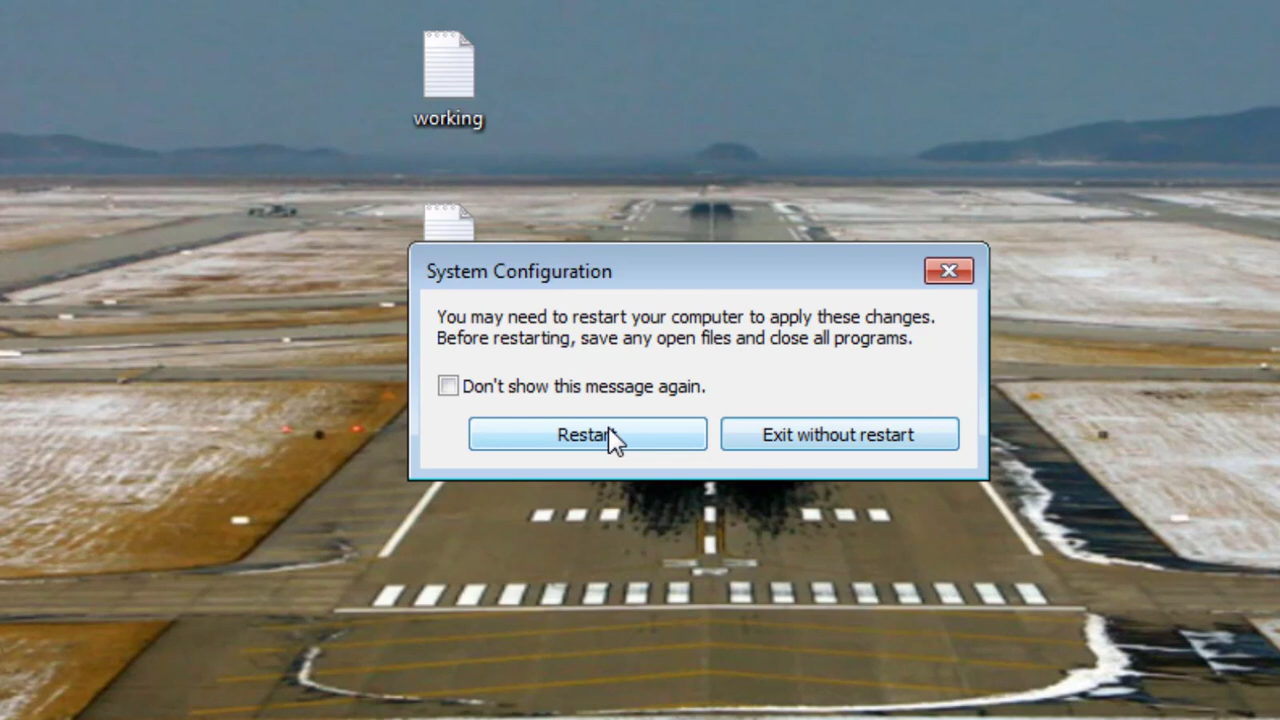 working
System Configuration
You may need to restart your computer to apply these changes.
Before restarting, save any open files and close all programs.
Don't show this message again.
Restart
Exit without restart